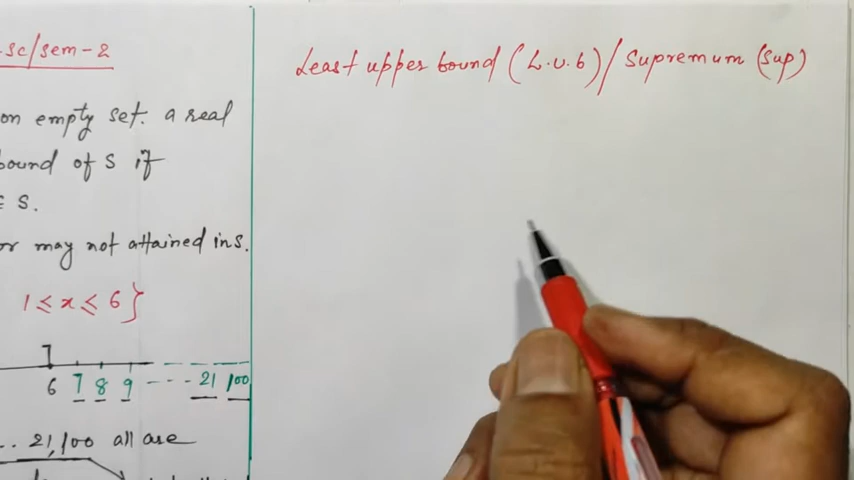 sc/sem-2
on empty set. a real
bound of s if
∈ s.
or may not attained in s.
1 ≤ x ≤ 6}
6 7 8 9 --- 21 100
.. 21,100 all are
Least upper bound (L.U.b)/Supremum (Sup)